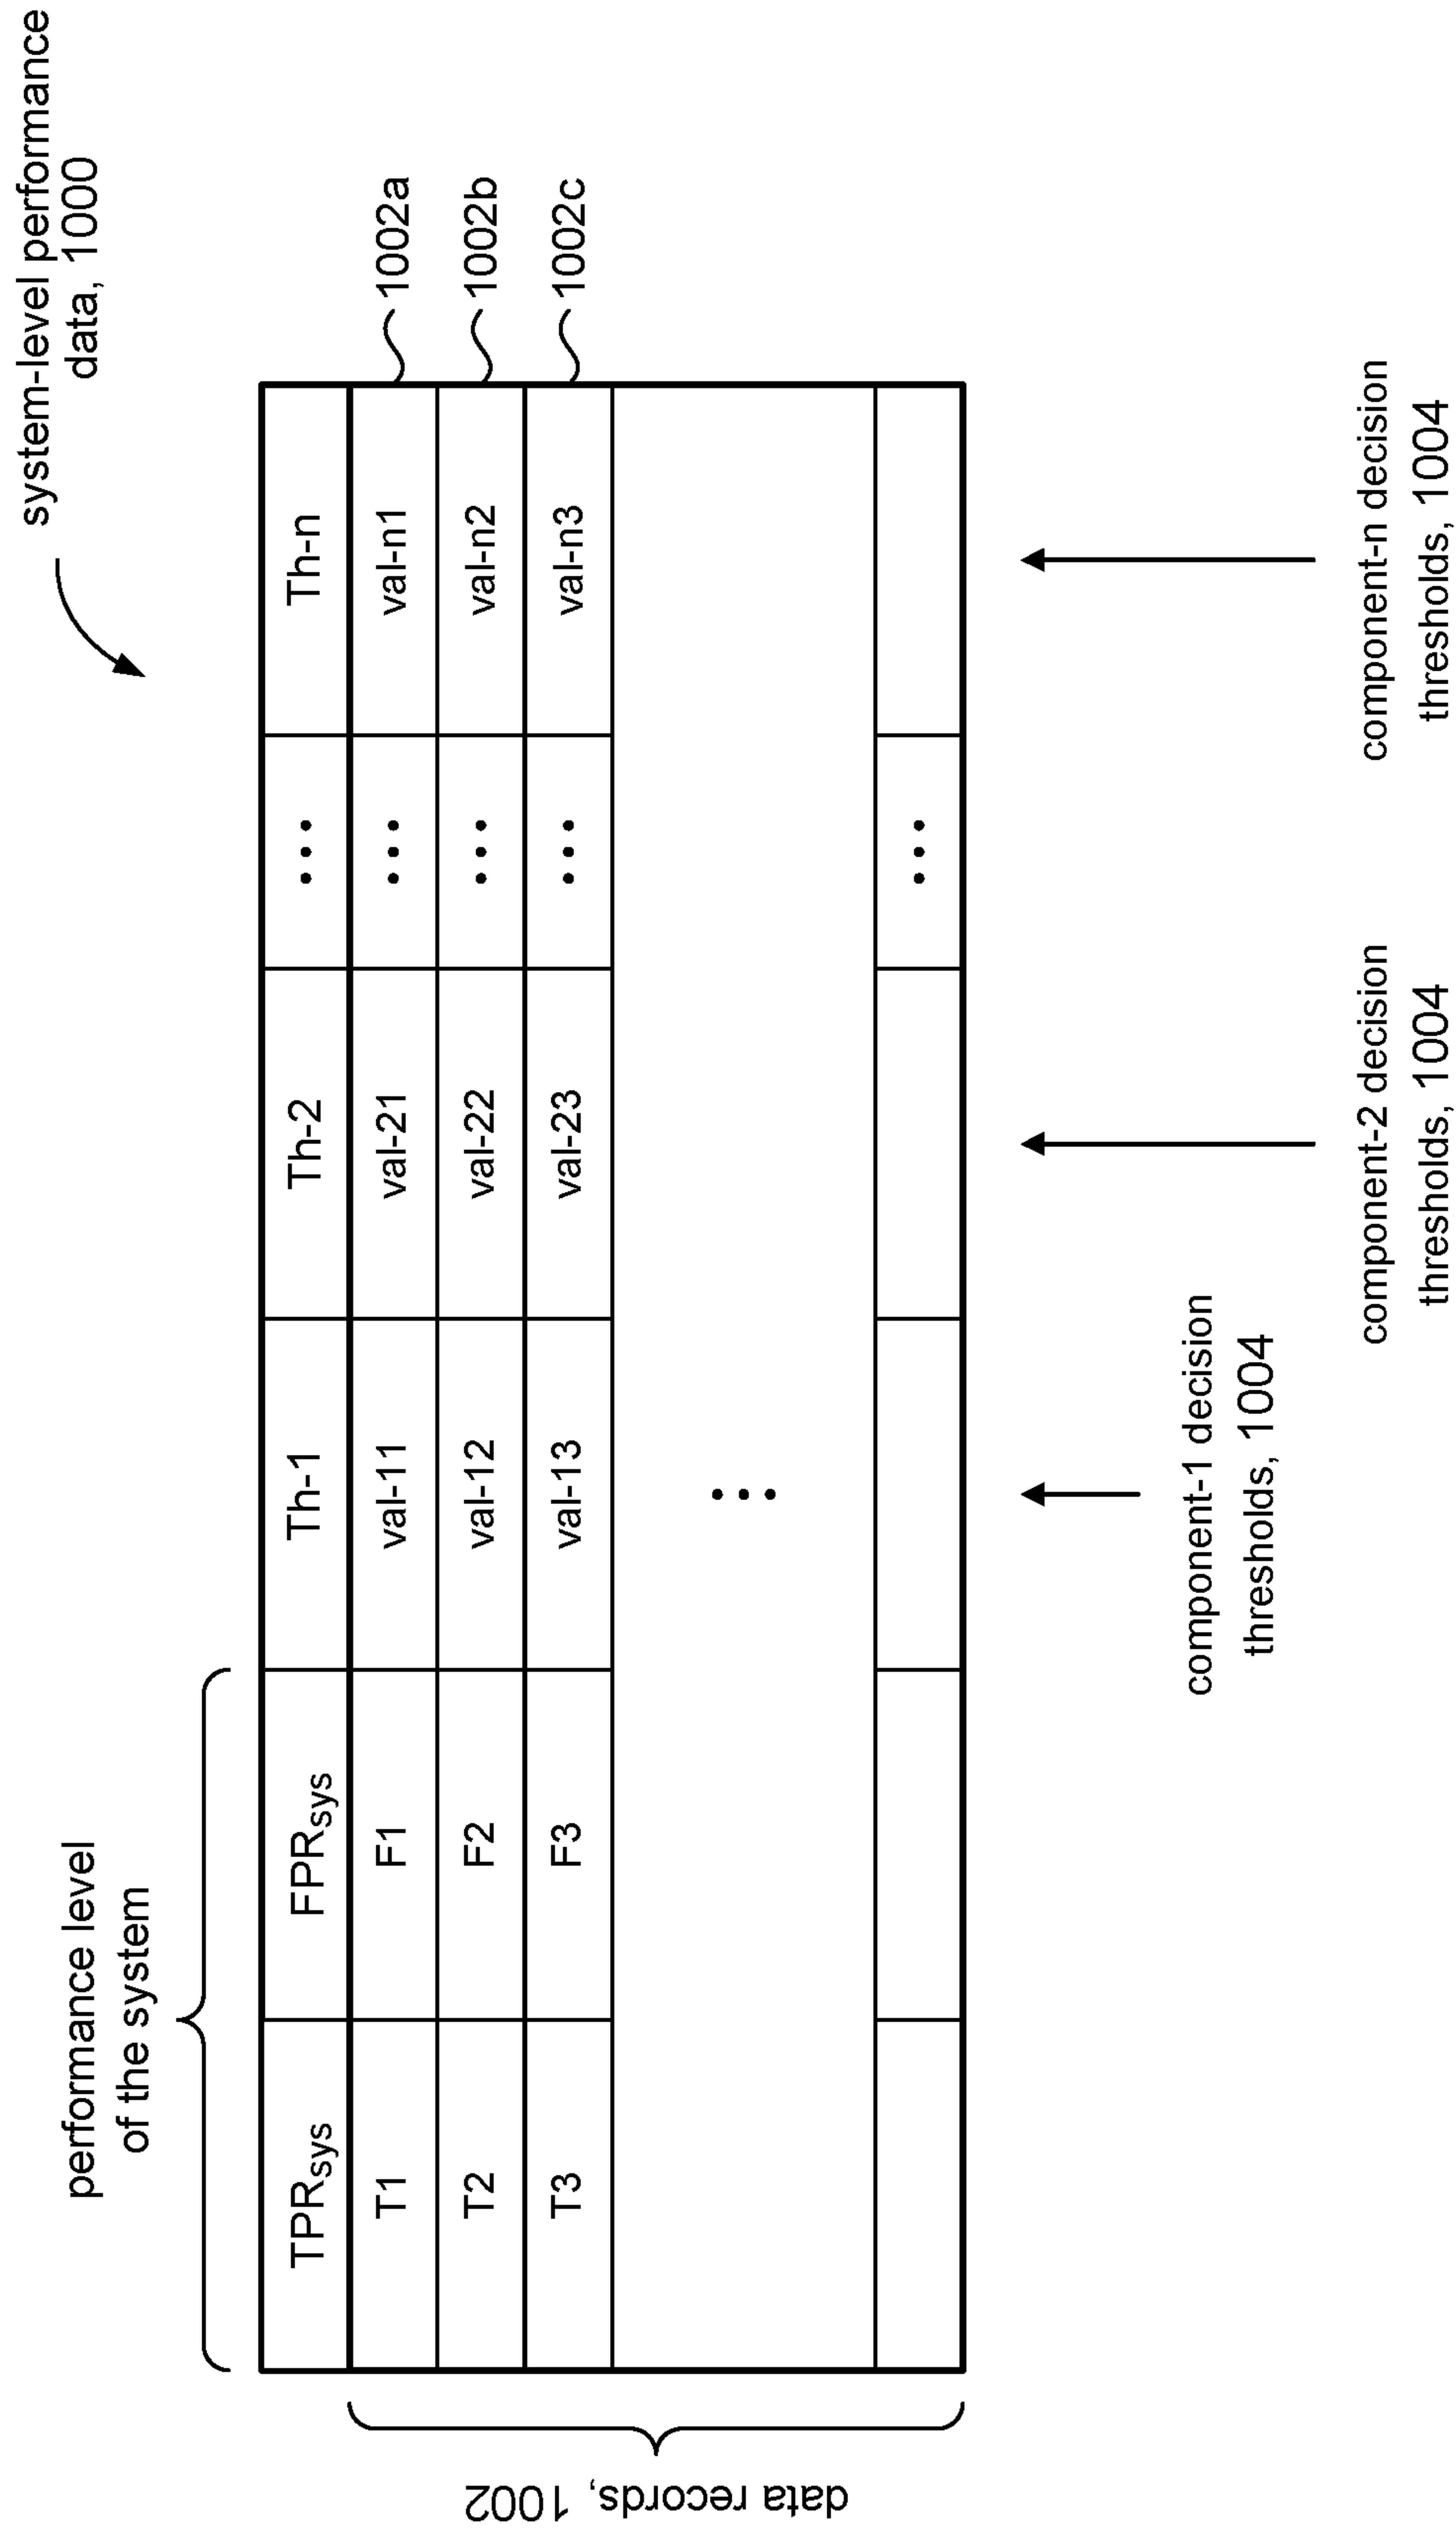 system-level performance
data, 1000
performance level
of the system
TPRsys FPRsys Th-1 Th-2 ••• Th-n
T1 F1 val-11 val-21 ••• val-n1 1002a
T2 F2 val-12 val-22 ••• val-n2 1002b
T3 F3 val-13 val-23 ••• val-n3 1002c
•••
•••
data records, 1002
component-1 decision
thresholds, 1004
component-2 decision
thresholds, 1004
component-n decision
thresholds, 1004